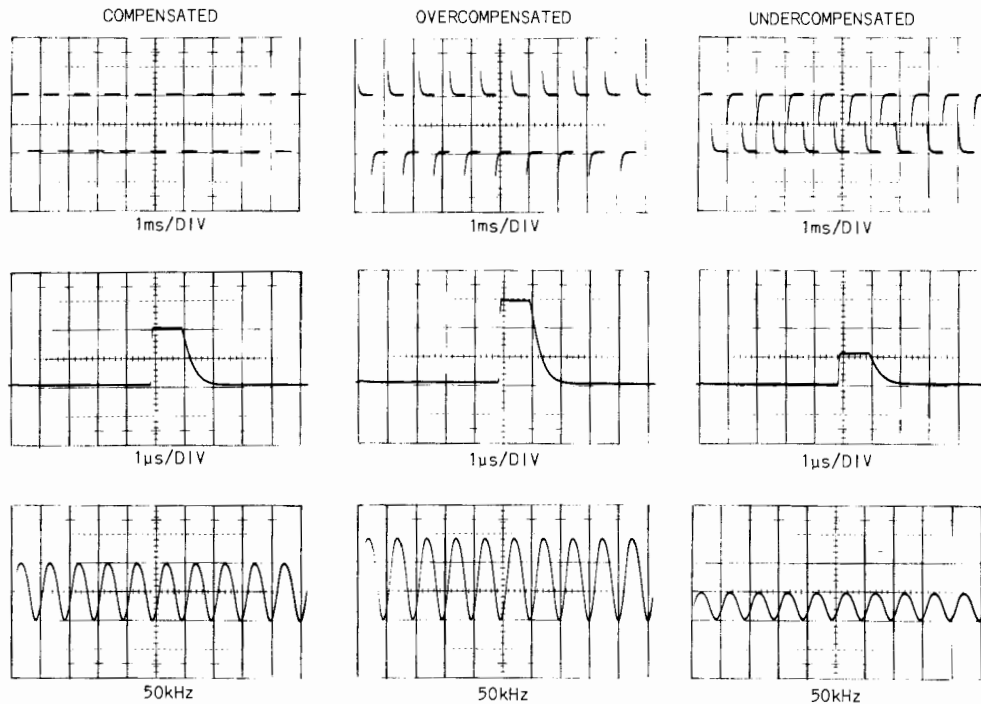 COMPENSATED OVERCOMPENSATED UNDERCOMPENSATED
1ms/DIV 1ms/DIV 1ms/DIV
1µs/DIV 1µs/DIV 1µs/DIV
50kHz 50kHz 50kHz